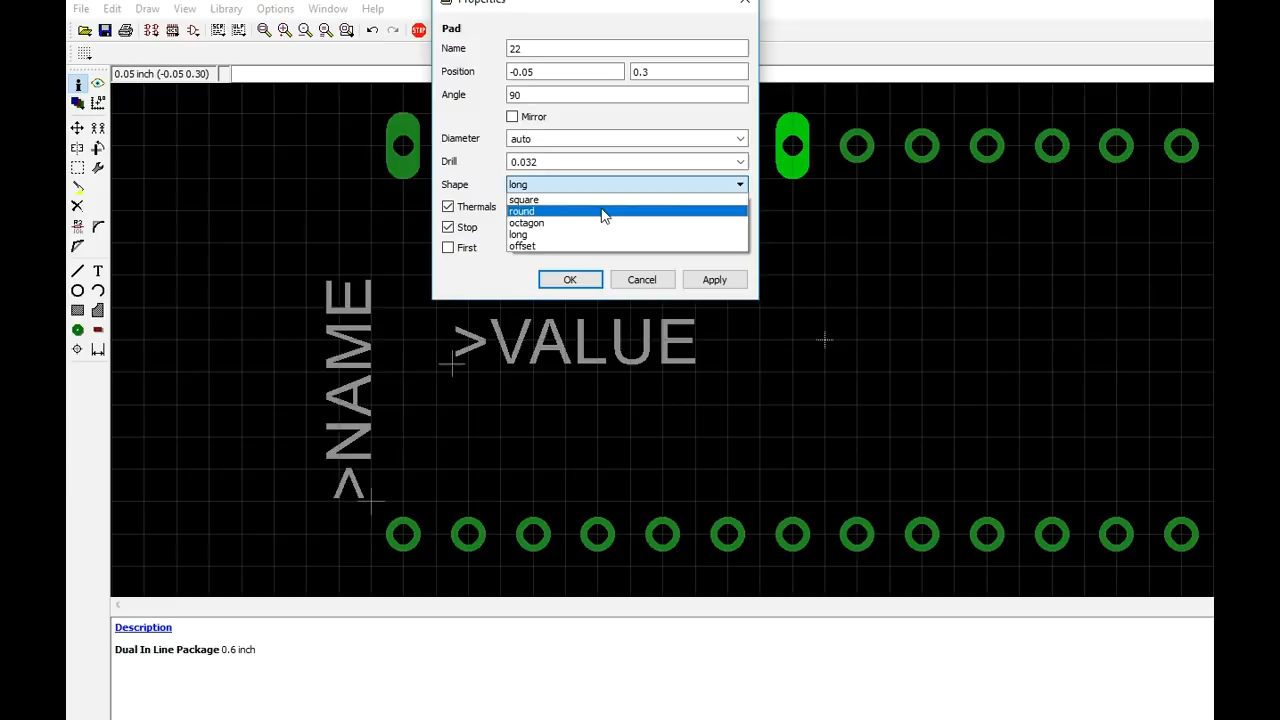 Properties
File Edit View Draw Library Options Window Help
Pad
Name 22
Position -0.05 0.3
0.05 inch (-0.05 0.30)
Angle 90
Mirror
Diameter auto
Drill 0.032
Shape long
square
Thermals
round
octagon
Stop
long
First
offset
OK Cancel Apply
>NAME
>VALUE
Description
Dual In Line Package 0.6 inch